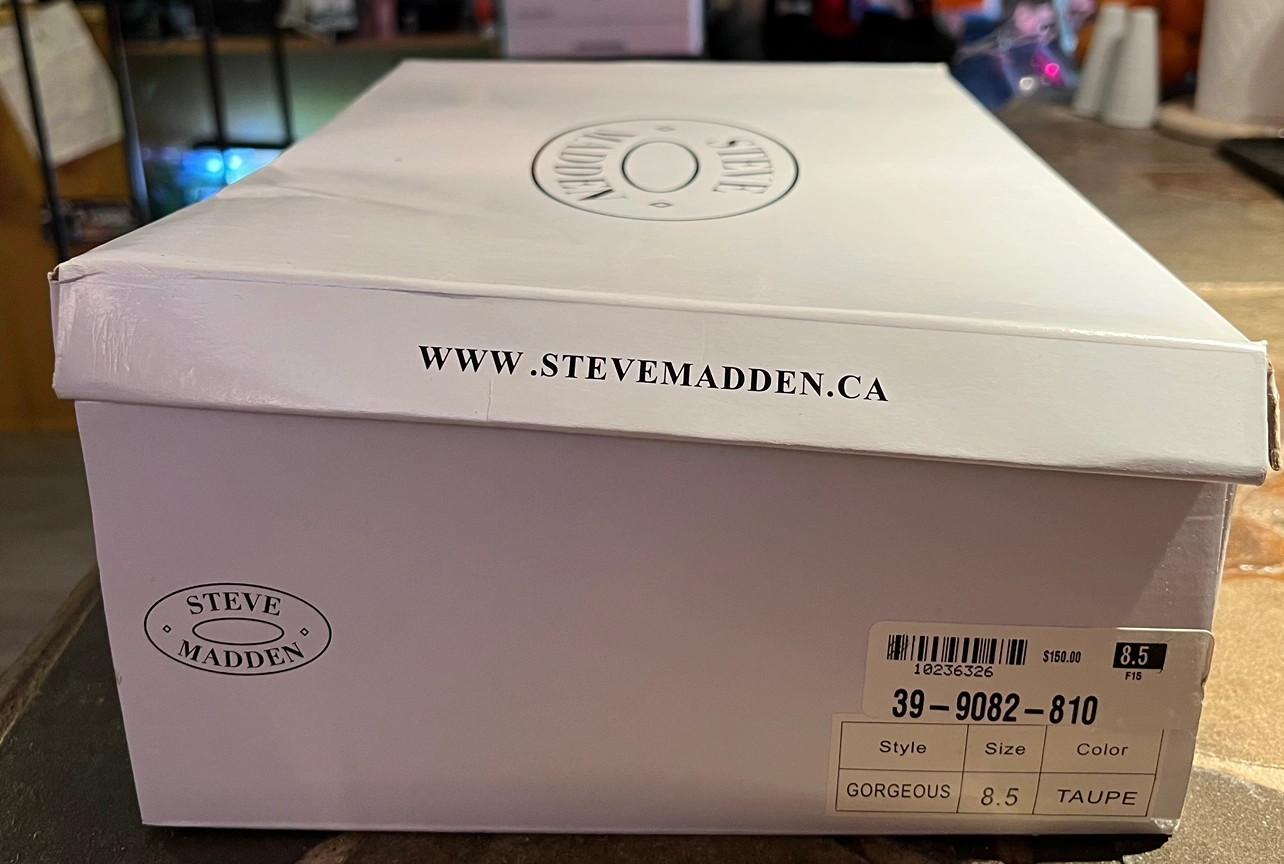 STEVE
MADDEN
WWW.STEVEMADDEN.CA
STEVE
MADDEN
$150.00 8.5
10236326 F15
39-9082-810
Style Size Color
GORGEOUS 8.5 TAUPE